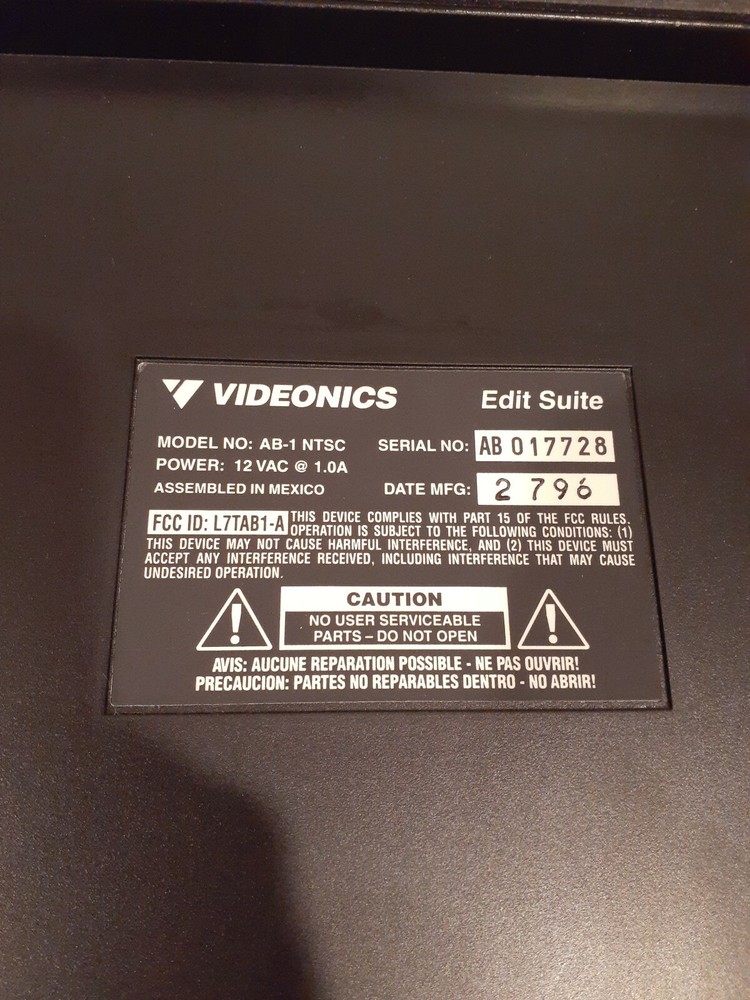 VIDEONICS Edit Suite
MODEL NO: AB-1 NTSC SERIAL NO: AB 017728
POWER: 12 VAC @ 1.0A
ASSEMBLED IN MEXICO DATE MFG: 2 796
FCC ID: L7TAB1-A THIS DEVICE COMPLIES WITH PART 15 OF THE FCC RULES.
OPERATION IS SUBJECT TO THE FOLLOWING CONDITIONS: (1)
THIS DEVICE MAY NOT CAUSE HARMFUL INTERFERENCE, AND (2) THIS DEVICE MUST
ACCEPT ANY INTERFERENCE RECEIVED, INCLUDING INTERFERENCE THAT MAY CAUSE
UNDESIRED OPERATION.
CAUTION
NO USER SERVICEABLE
PARTS – DO NOT OPEN
AVIS: AUCUNE REPARATION POSSIBLE - NE PAS OUVRIR!
PRECAUCION: PARTES NO REPARABLES DENTRO - NO ABRIR!